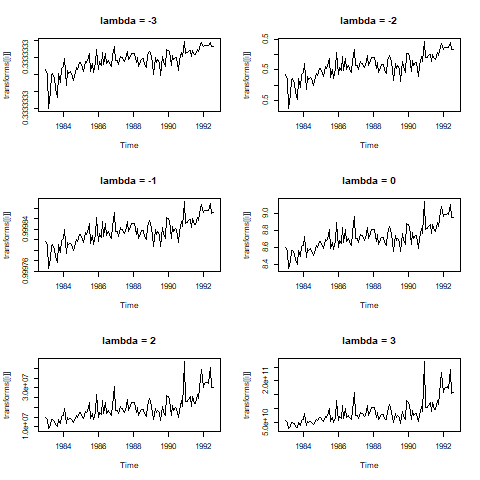 lambda = -3
transforms[[i]]
0.333333
0.333333
1984 1986 1988 1990 1992
Time
lambda = -2
transforms[[i]]
0.5
0.5
0.5
1984 1986 1988 1990 1992
Time
lambda = -1
transforms[[i]]
0.99984
0.99976
1984 1986 1988 1990 1992
Time
lambda = 0
transforms[[i]]
9.0
8.8
8.6
8.4
1984 1986 1988 1990 1992
Time
lambda = 2
transforms[[i]]
3.0e+07
1.0e+07
1984 1986 1988 1990 1992
Time
lambda = 3
transforms[[i]]
2.0e+11
5.0e+10
1984 1986 1988 1990 1992
Time